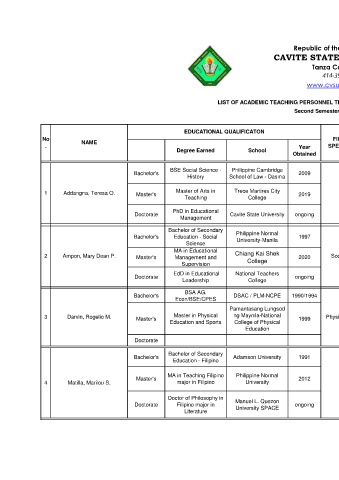 Republic of the
CAVITE STATE
Tanza Ca
414-39
www.cvsu
LIST OF ACADEMIC TEACHING PERSONNEL T
Second Semester
No. NAME EDUCATIONAL QUALIFICATON FI
SPE
Degree Earned School Year Obtained
1 Addangna, Teresa O.
Bachelor's BSE Social Science - History Philippine Cambridge School of Law - Dasma 2009
Master's Master of Arts in Teaching Trece Martires City College 2019
Doctorate PhD in Educational Management Cavite State University ongoing
2 Ampon, Mary Dean P. Soc
Bachelor's Bachelor of Secondary Education - Social Science Philippine Normal University-Manila 1997
Master's MA in Educational Management and Supervision Chiang Kai Shek College 2020
Doctorate EdD in Educational Leadership National Teachers College ongoing
3 Darvin, Rogelio M. Physi
Bachelor's BSA AG. Econ/BSE/CPES DSAC / PLM-NCPE 1990/1994
Master's Master in Physical Education and Sports Pamantasang Lungsod ng Maynila-National College of Physical Education 1999
Doctorate
4 Matilla, Marilou S.
Bachelor's Bachelor of Secondary Education - Filipino Adamson University 1991
Master's MA in Teaching Filipino major in Filipino Philippine Normal University 2012
Doctorate Doctor of Philosophy in Filipino major in Literature Manuel L. Quezon University SPACE ongoing